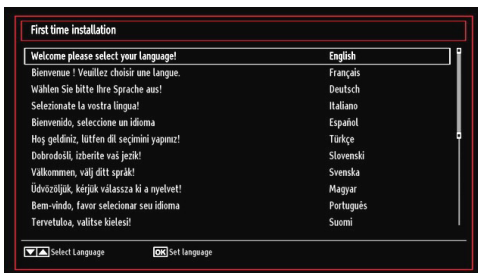 First time installation
Welcome please select your language! English
Bienvenue ! Veuillez choisir une langue. Français
Wählen Sie bitte Ihre Sprache aus! Deutsch
Selezionate la vostra lingua! Italiano
Bienvenido, seleccione un idioma Español
Hoş geldiniz, lütfen dil seçimini yapınız! Türkçe
Dobrodošli, izberite vaš jezik! Slovenski
Välkommen, välj ditt språk! Svenska
Üdvözöljük, kérjük válassza ki a nyelvet! Magyar
Bem-vindo, favor selecionar seu idioma Português
Tervetuloa, valitse kielesi! Suomi
Select Language OK Set language